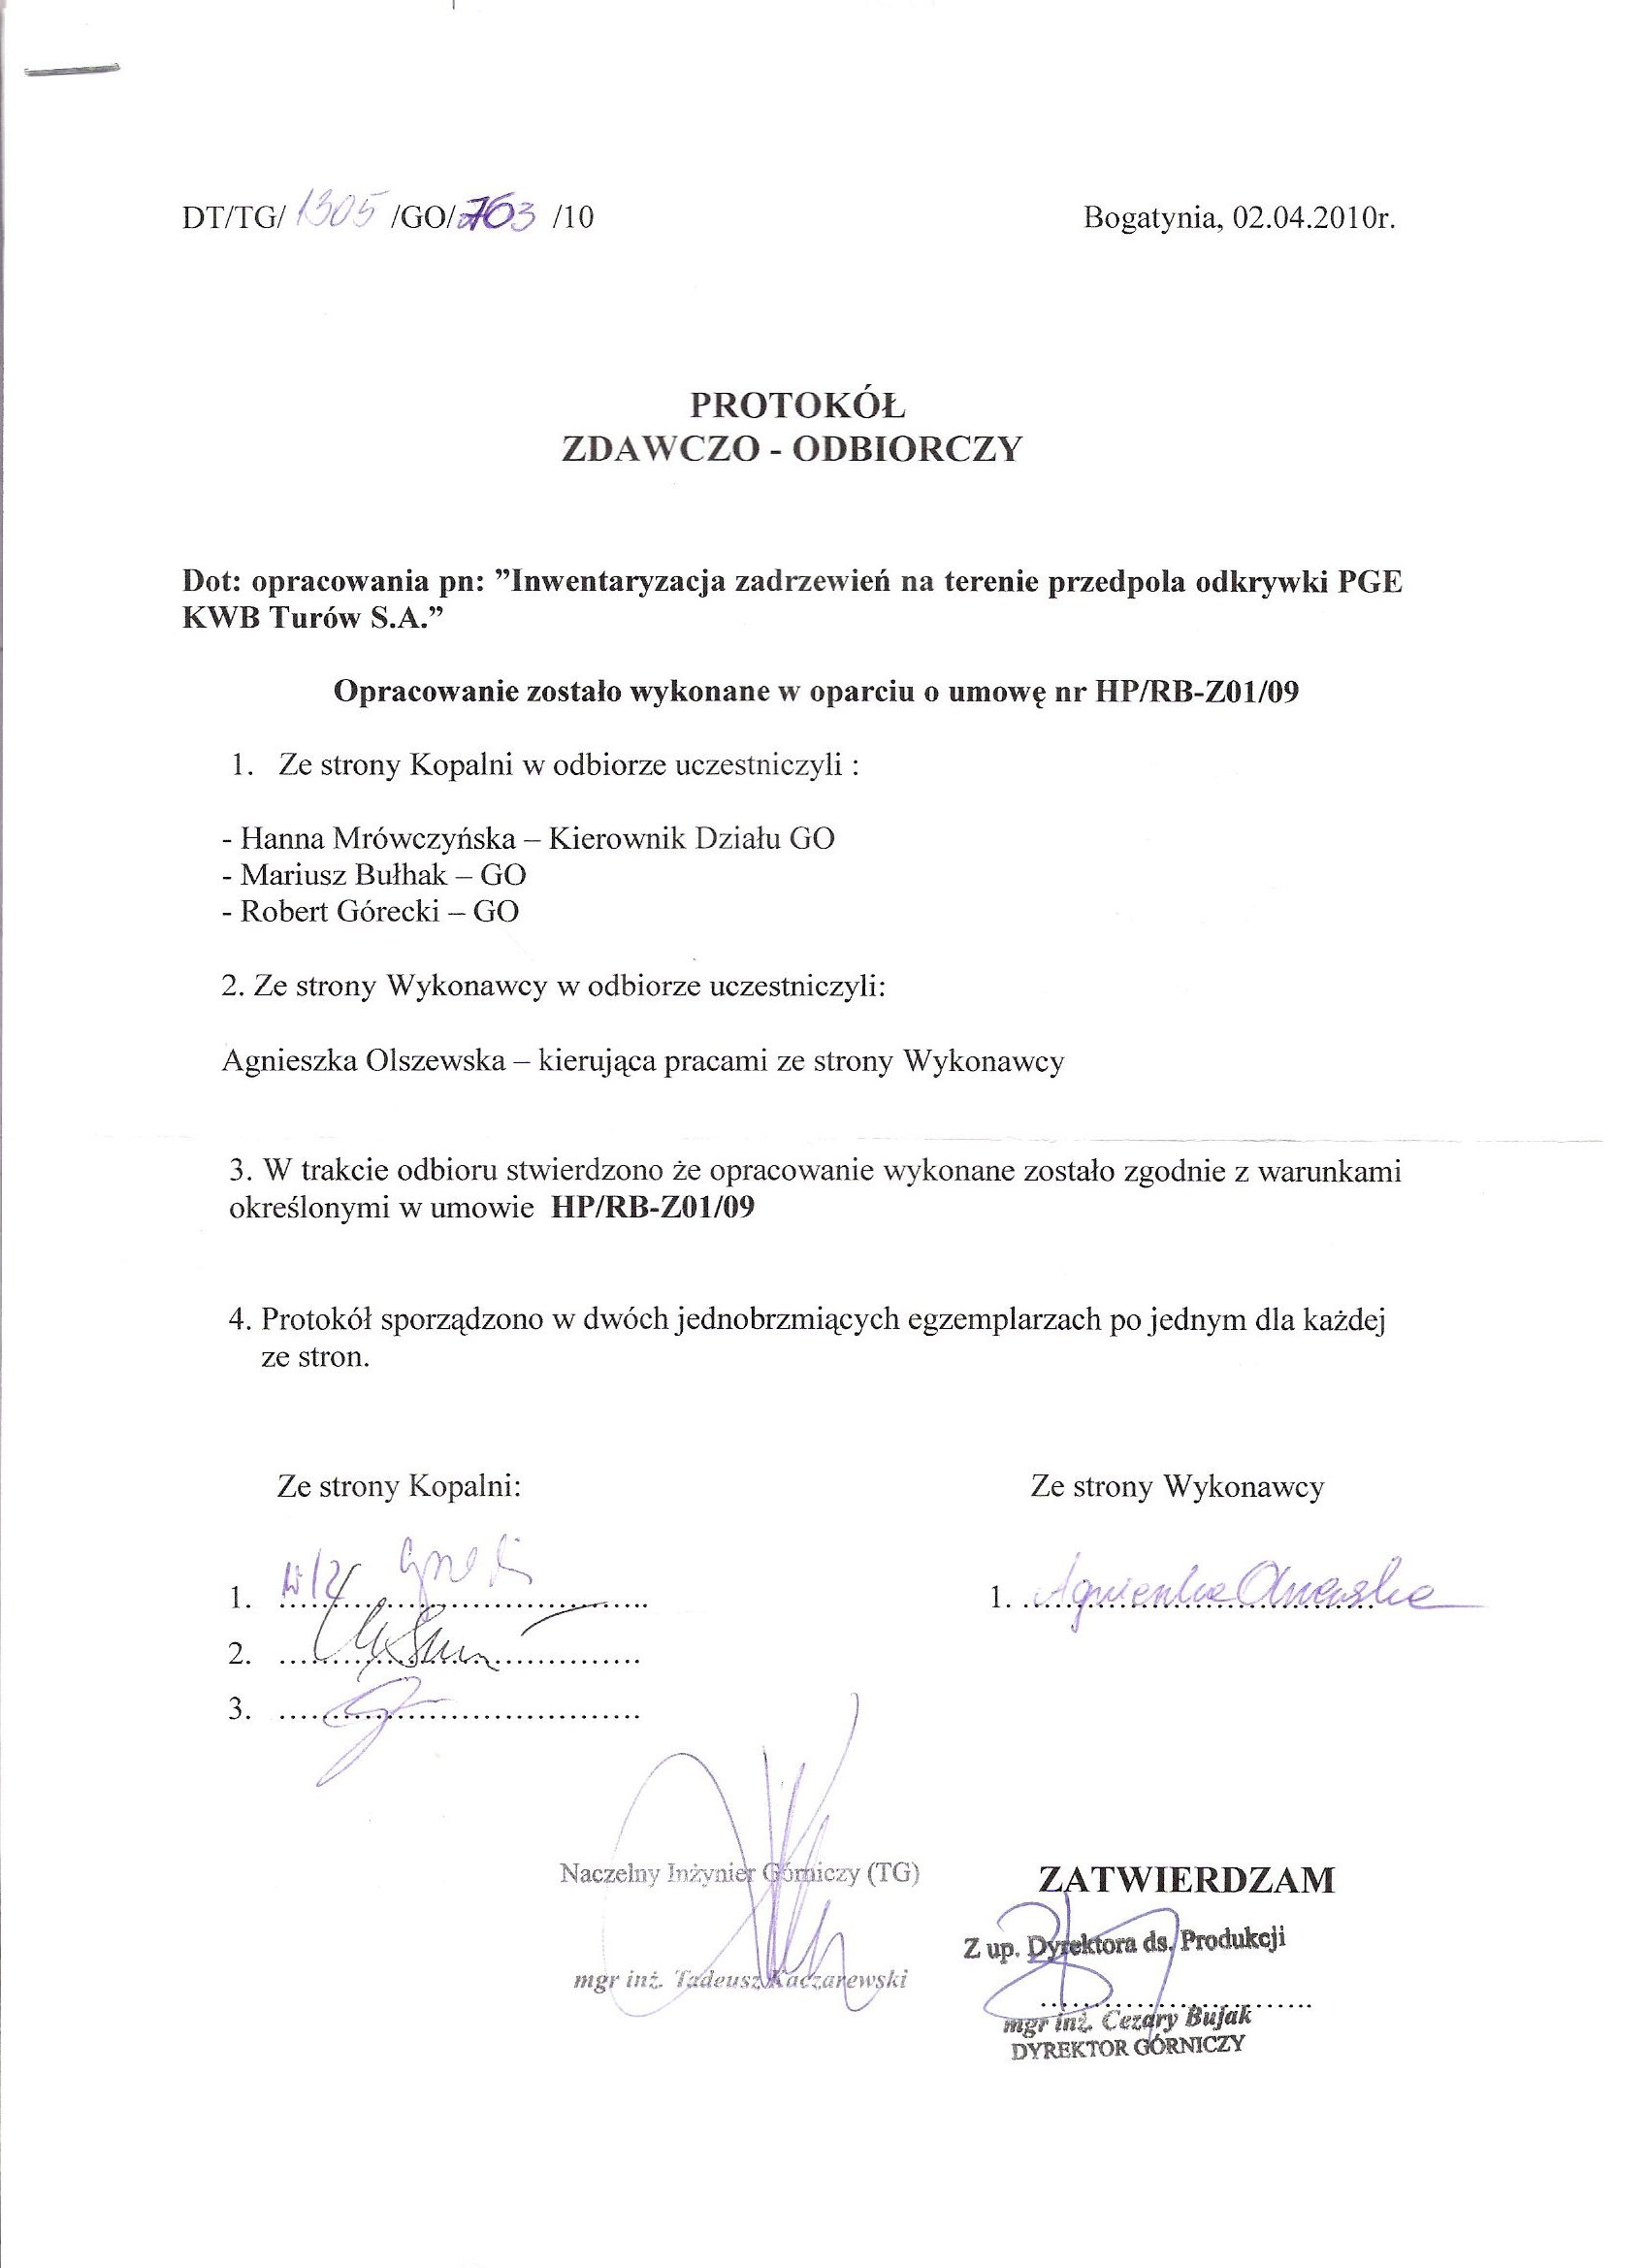 DT/TG/ 1305 /GO/ 703 /10 Bogatynia, 02.04.2010r.
PROTOKÓŁ
ZDAWCZO - ODBIORCZY
Dot: opracowania pn: ”Inwentaryzacja zadrzewień na terenie przedpola odkrywki PGE
KWB Turów S.A.”
Opracowanie zostało wykonane w oparciu o umowę nr HP/RB-Z01/09
1. Ze strony Kopalni w odbiorze uczestniczyli :
- Hanna Mrówczyńska – Kierownik Działu GO
- Mariusz Bułhak – GO
- Robert Górecki – GO
2. Ze strony Wykonawcy w odbiorze uczestniczyli:
Agnieszka Olszewska – kierująca pracami ze strony Wykonawcy
3. W trakcie odbioru stwierdzono że opracowanie wykonane zostało zgodnie z warunkami
określonymi w umowie HP/RB-Z01/09
4. Protokół sporządzono w dwóch jednobrzmiących egzemplarzach po jednym dla każdej
ze stron.
Ze strony Kopalni: Ze strony Wykonawcy
1. ........................................ 1. Agnieszka Olszewska
2. ........................................
3. ........................................
Naczelny Inżynier Górniczy (TG)
mgr inż. Tadeusz Kaczarewski
ZATWIERDZAM
Z up. Dyrektora ds. Produkcji
mgr inż. Cezary Bujak
DYREKTOR GÓRNICZY